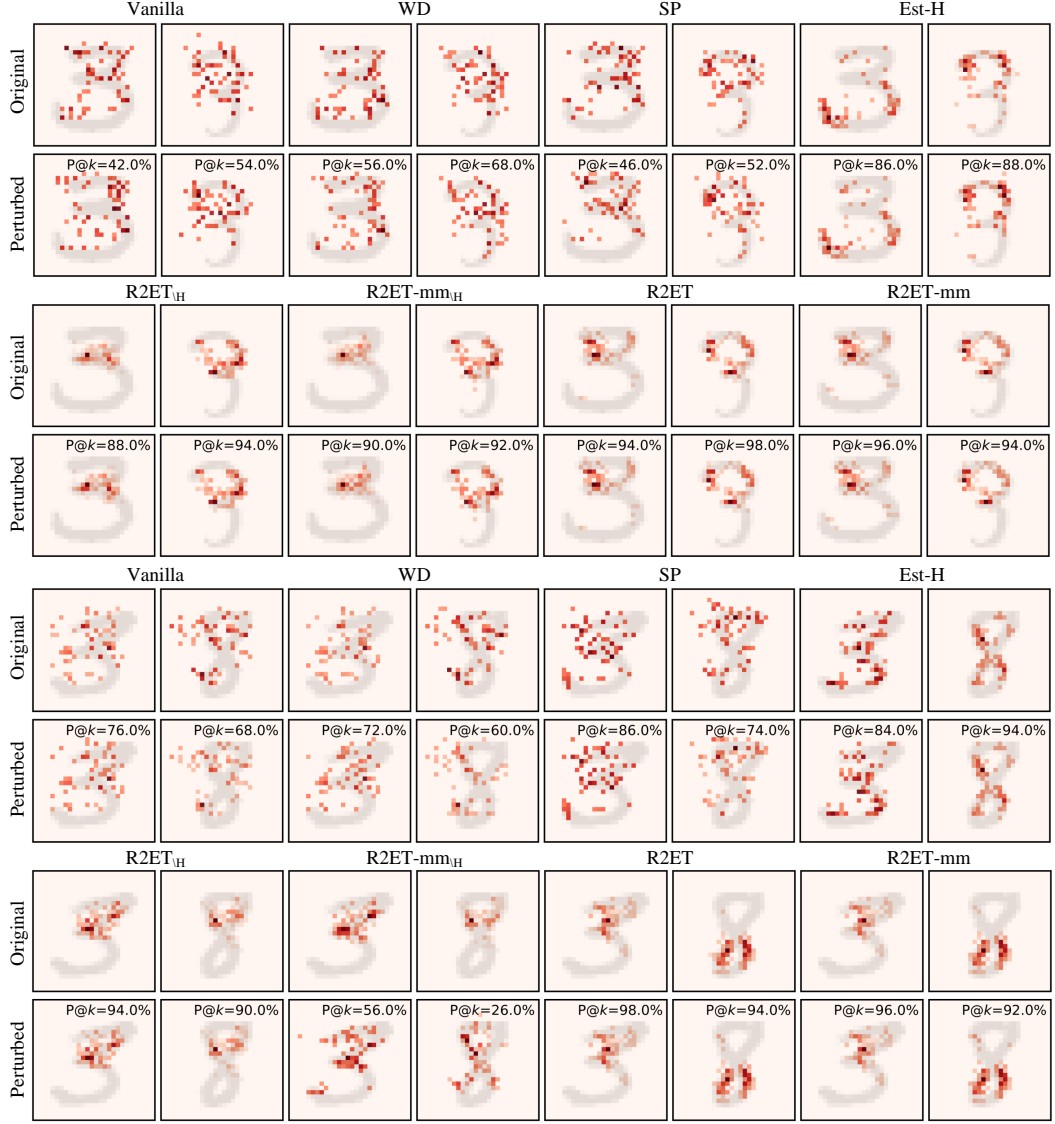 Vanilla WD SP Est-H
Original
Perturbed P@k=42.0% P@k=54.0% P@k=56.0% P@k=68.0% P@k=46.0% P@k=52.0% P@k=86.0% P@k=88.0%
R2ET\H R2ET-mm\H R2ET R2ET-mm
Original
Perturbed P@k=88.0% P@k=94.0% P@k=90.0% P@k=92.0% P@k=94.0% P@k=98.0% P@k=96.0% P@k=94.0%
Vanilla WD SP Est-H
Original
Perturbed P@k=76.0% P@k=68.0% P@k=72.0% P@k=60.0% P@k=86.0% P@k=74.0% P@k=84.0% P@k=94.0%
R2ET\H R2ET-mm\H R2ET R2ET-mm
Original
Perturbed P@k=94.0% P@k=90.0% P@k=56.0% P@k=26.0% P@k=98.0% P@k=94.0% P@k=96.0% P@k=92.0%